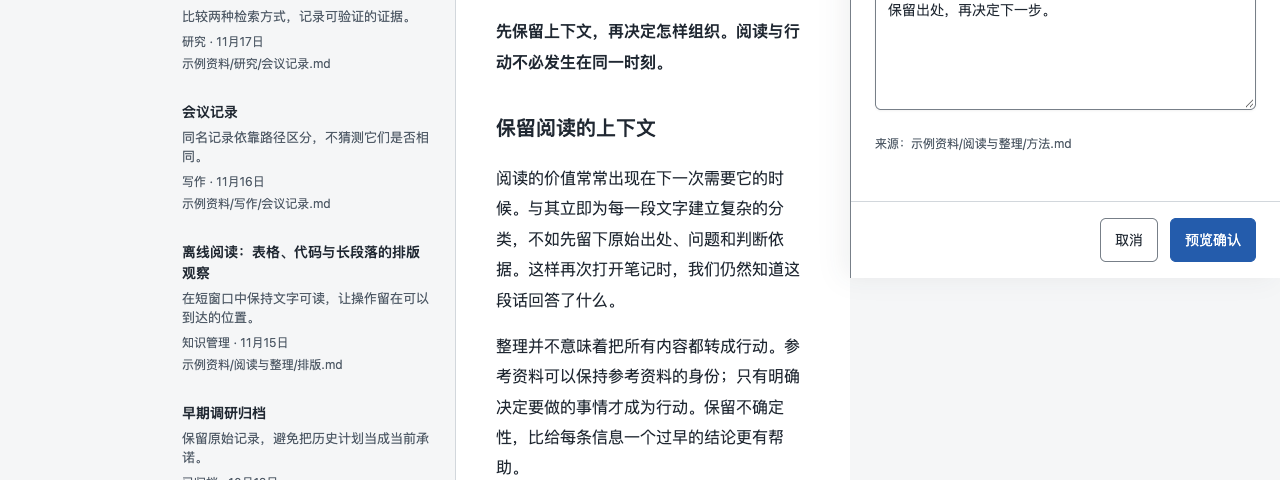 比较两种检索方式，记录可验证的证据。
研究 · 11月17日
示例资料/研究/会议记录.md
会议记录
同名记录依靠路径区分，不猜测它们是否相
同。
写作 · 11月16日
示例资料/写作/会议记录.md
离线阅读：表格、代码与长段落的排版
观察
在短窗口中保持文字可读，让操作留在可以
到达的位置。
知识管理 · 11月15日
示例资料/阅读与整理/排版.md
早期调研归档
保留原始记录，避免把历史计划当成当前承
诺。
先保留上下文，再决定怎样组织。阅读与行
动不必发生在同一时刻。
保留阅读的上下文
阅读的价值常常出现在下一次需要它的时
候。与其立即为每一段文字建立复杂的分
类，不如先留下原始出处、问题和判断依
据。这样再次打开笔记时，我们仍然知道这
段话回答了什么。
整理并不意味着把所有内容都转成行动。参
考资料可以保持参考资料的身份；只有明确
决定要做的事情才成为行动。保留不确定
性，比给每条信息一个过早的结论更有帮
助。
保留出处，再决定下一步。
来源：示例资料/阅读与整理/方法.md
取消
预览确认